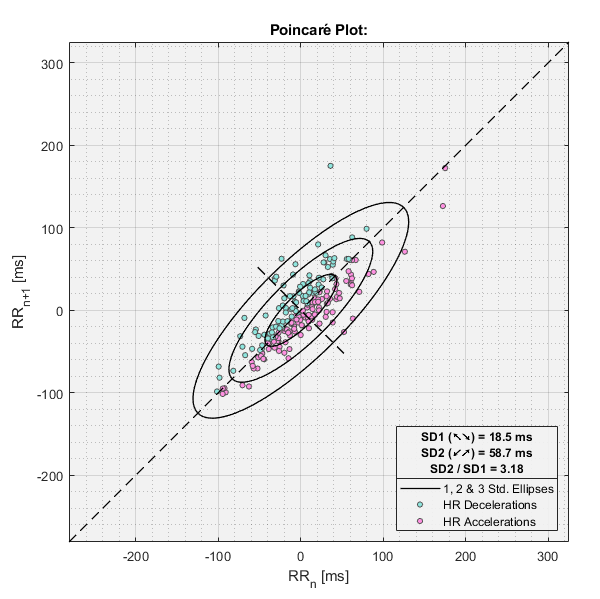 Poincaré Plot:
300
200
100
0
-100
-200
RRn+1 [ms]
SD1 (↖↘) = 18.5 ms
SD2 (↙↗) = 58.7 ms
SD2 / SD1 = 3.18
1, 2 & 3 Std. Ellipses
HR Decelerations
HR Accelerations
-200 -100 0 100 200 300
RRn [ms]